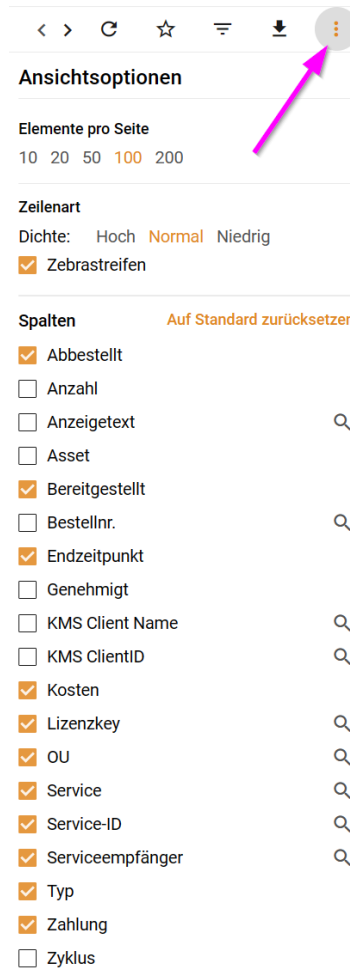 Ansichtsoptionen
Elemente pro Seite
10 20 50 100 200
Zeilenart
Dichte: Hoch Normal Niedrig
Zebrastreifen
Spalten Auf Standard zurücksetzen
Abbestellt
Anzahl
Anzeigetext
Asset
Bereitgestellt
Bestellnr.
Endzeitpunkt
Genehmigt
KMS Client Name
KMS ClientID
Kosten
Lizenzkey
OU
Service
Service-ID
Serviceempfänger
Typ
Zahlung
Zyklus